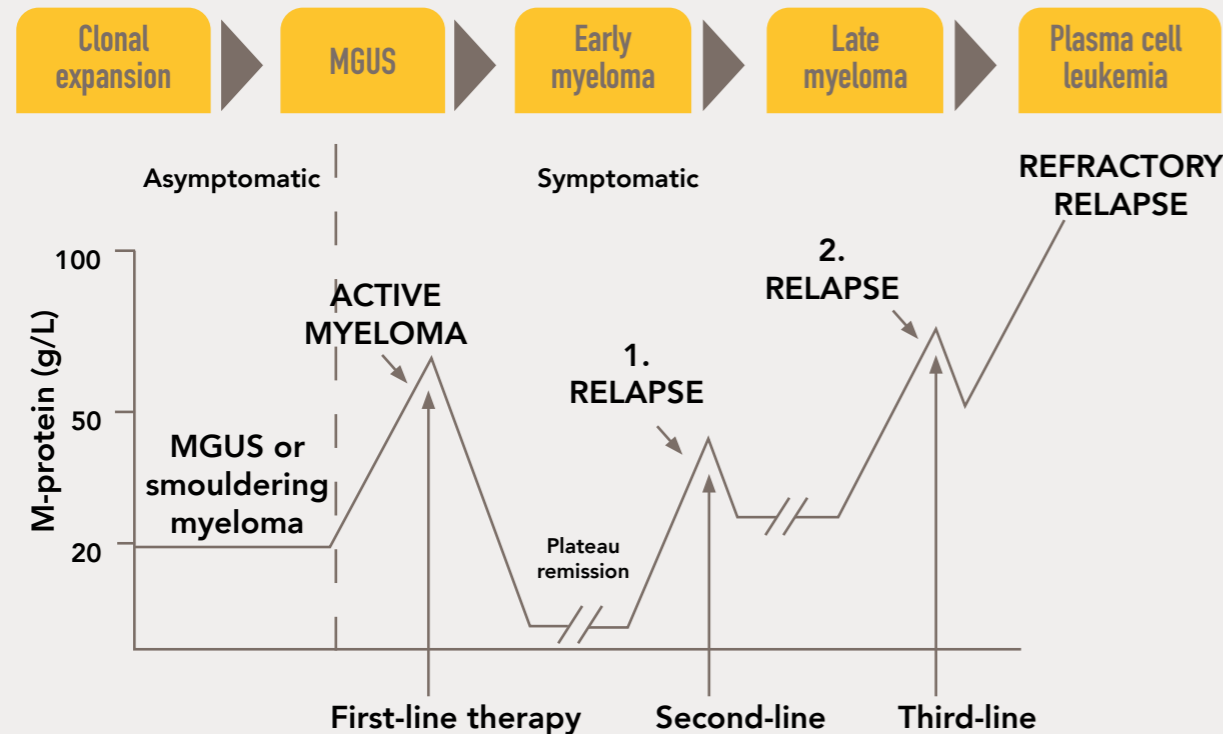 Clonal
expansion
MGUS
Early
myeloma
Late
myeloma
Plasma cell
leukemia
Asymptomatic
Symptomatic
REFRACTORY
RELAPSE
100
50
20
M-protein (g/L)
MGUS or
smouldering
myeloma
ACTIVE
MYELOMA
Plateau
remission
1.
RELAPSE
2.
RELAPSE
First-line therapy
Second-line
Third-line